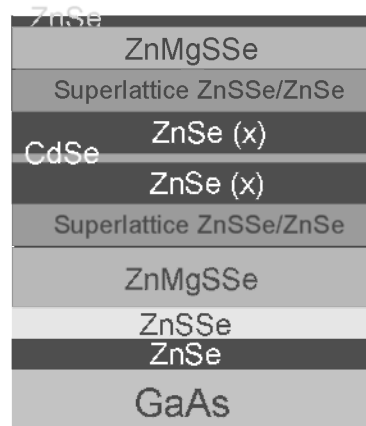 ZnSe
ZnMgSSe
Superlattice ZnSSe/ZnSe
ZnSe (x)
CdSe
ZnSe (x)
Superlattice ZnSSe/ZnSe
ZnMgSSe
ZnSSe
ZnSe
GaAs